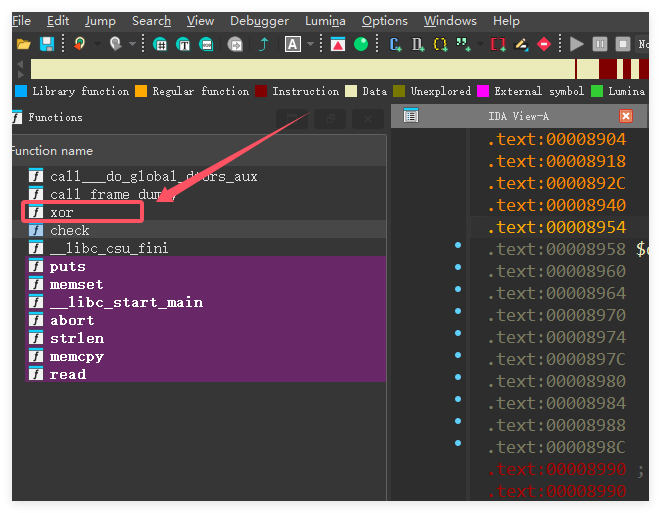 File Edit Jump Search View Debugger Lumina Options Windows Help
Library function Regular function Instruction Data Unexplored External symbol Lumina
Functions
IDA View-A
Function name
call___do_global_dtors_aux
call frame dummy
xor
check
__libc_csu_fini
puts
memset
__libc_start_main
abort
strlen
memcpy
read
.text:00008904
.text:00008918
.text:0000892C
.text:00008940
.text:00008954
.text:00008958
.text:00008960
.text:00008964
.text:00008970
.text:00008974
.text:0000897C
.text:00008980
.text:00008984
.text:00008988
.text:0000898C
.text:00008990 ;
.text:00008990